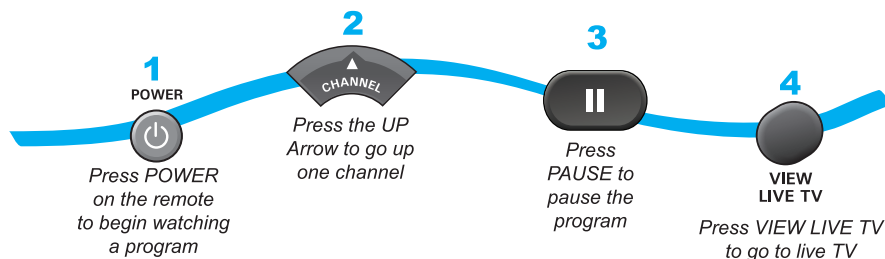 1
POWER
Press POWER
on the remote
to begin watching
a program
2
CHANNEL
Press the UP
Arrow to go up
one channel
3
Press
PAUSE to
pause the
program
4
VIEW
LIVE TV
Press VIEW LIVE TV
to go to live TV